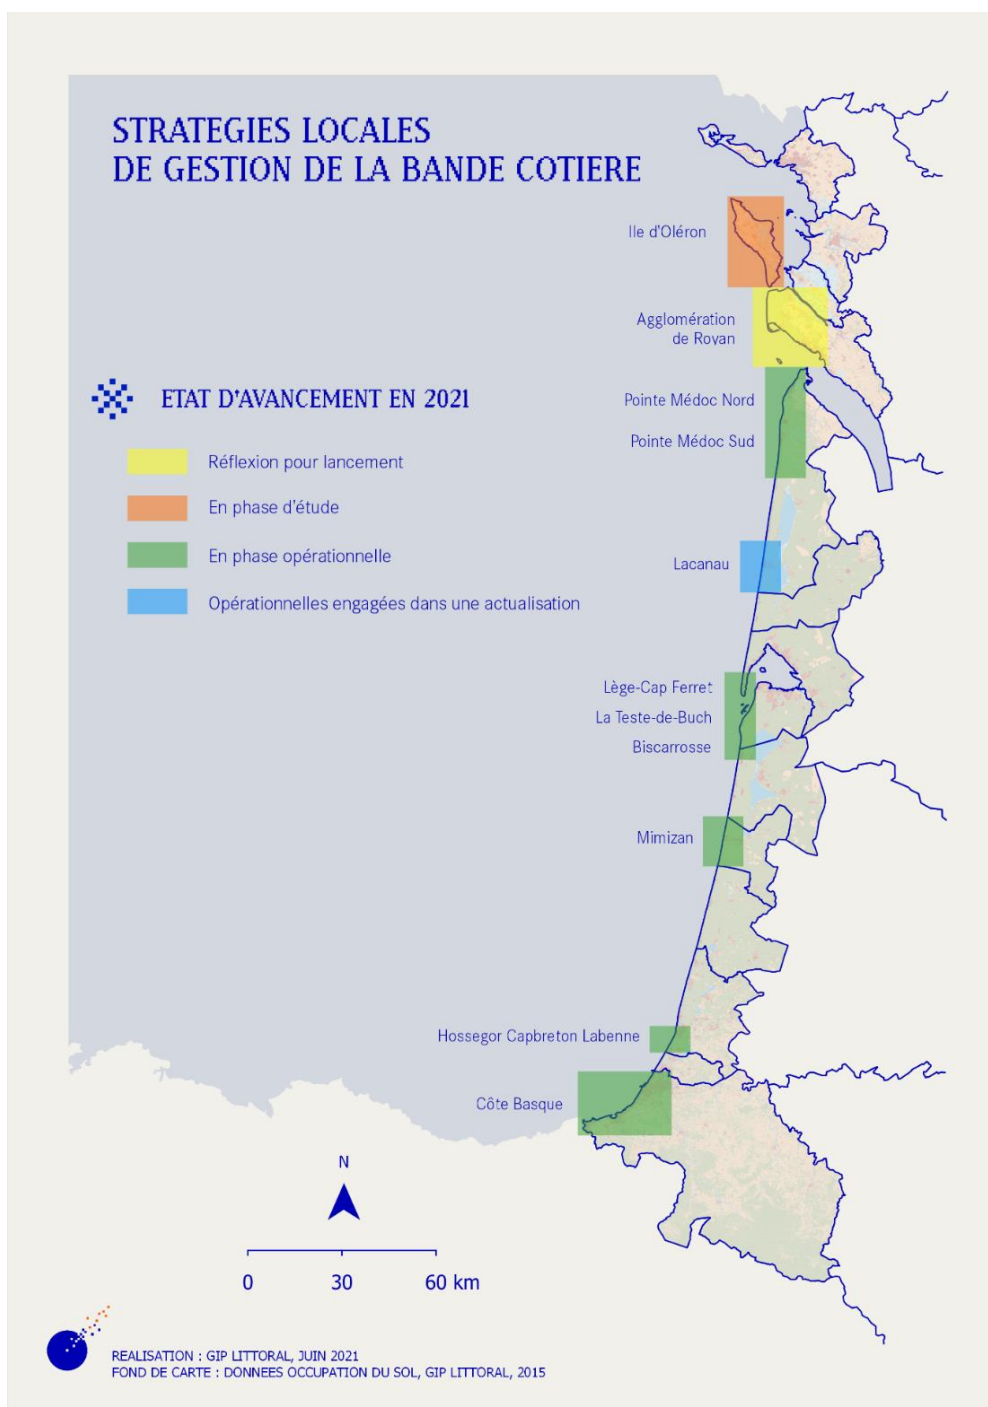 STRATEGIES LOCALES
DE GESTION DE LA BANDE COTIERE
Ile d'Oléron
Agglomération
de Royan
ETAT D'AVANCEMENT EN 2021
Pointe Médoc Nord
Pointe Médoc Sud
Réflexion pour lancement
En phase d'étude
En phase opérationnelle
Opérationnelles engagées dans une actualisation
Lacanau
Lège-Cap Ferret
La Teste-de-Buch
Biscarrosse
Mimizan
Hossegor Capbreton Labenne
Côte Basque
N
0 30 60 km
REALISATION : GIP LITTORAL, JUIN 2021
FOND DE CARTE : DONNEES OCCUPATION DU SOL, GIP LITTORAL, 2015